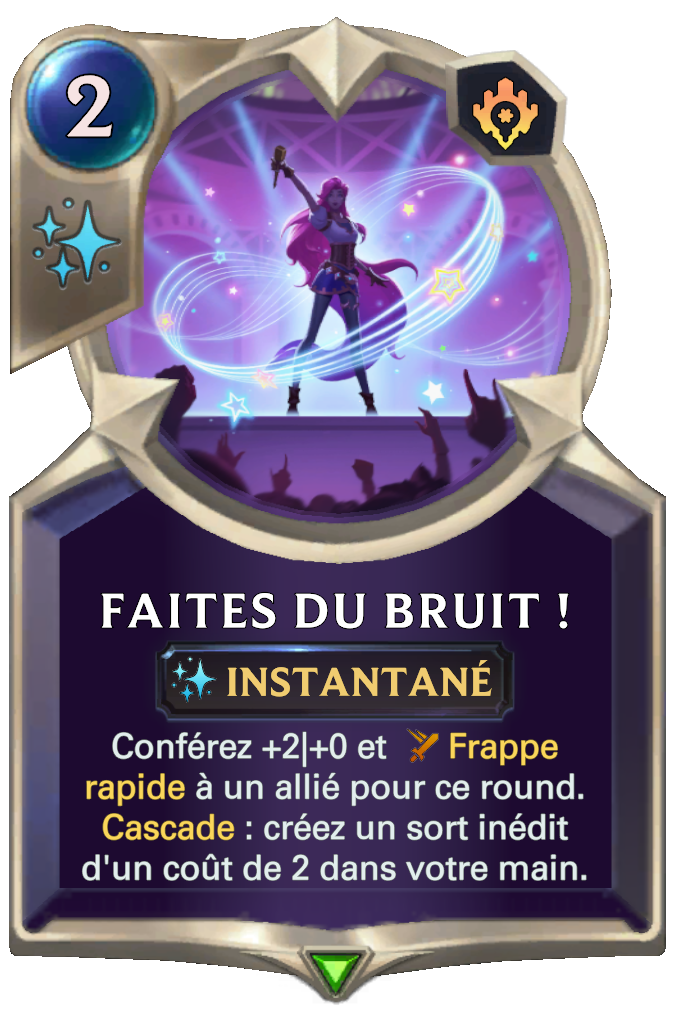 2
FAITES DU BRUIT !
INSTANTANÉ
Conférez +2|+0 et Frappe
rapide à un allié pour ce round.
Cascade : créez un sort inédit
d'un coût de 2 dans votre main.